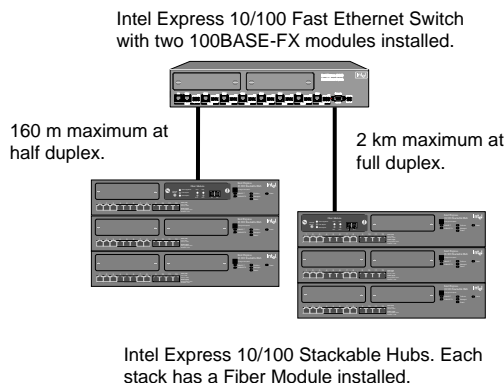 Intel Express 10/100 Fast Ethernet Switch
with two 100BASE-FX modules installed.
160 m maximum at
half duplex.
2 km maximum at
full duplex.
Intel Express 10/100 Stackable Hubs. Each
stack has a Fiber Module installed.